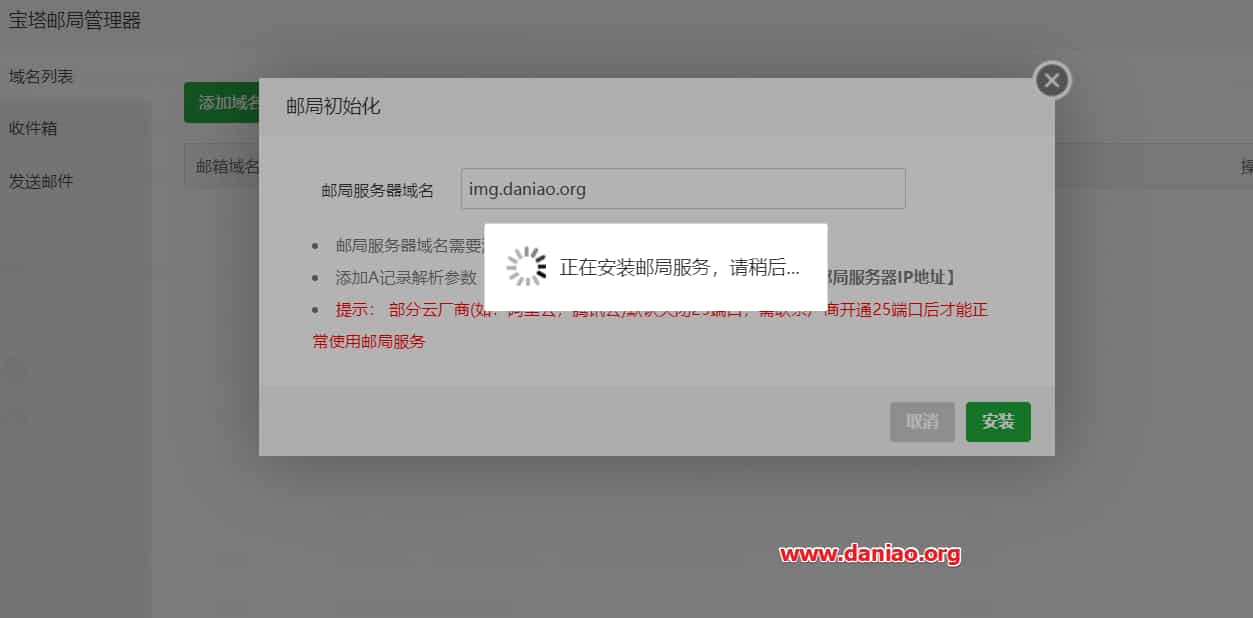 宝塔邮局管理器
域名列表
添加域名
邮局初始化
收件箱
邮箱域名
操
邮局服务器域名
img.daniao.org
发送邮件
邮局服务器域名需要
正在安装邮局服务，请稍后...
添加A记录解析参数
局服务器IP地址】
提示： 部分云厂商(如：阿里云，腾讯云)默认关闭25端口，需联系厂商开通25端口后才能正
常使用邮局服务
取消
安装
www.daniao.org